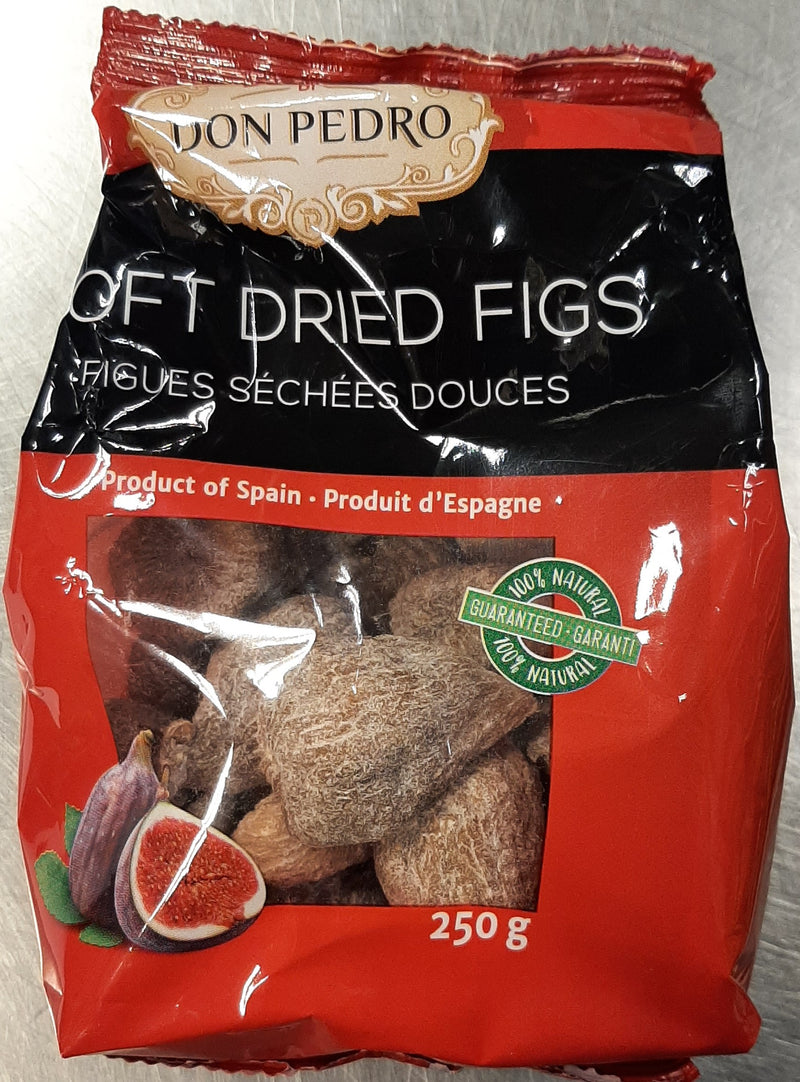 DON PEDRO
OFT DRIED FIGS
FIGUES SÉCHÉES DOUCES
Product of Spain · Produit d'Espagne
100% NATURAL
GUARANTEED · GARANTI
100% NATURAL
250 g